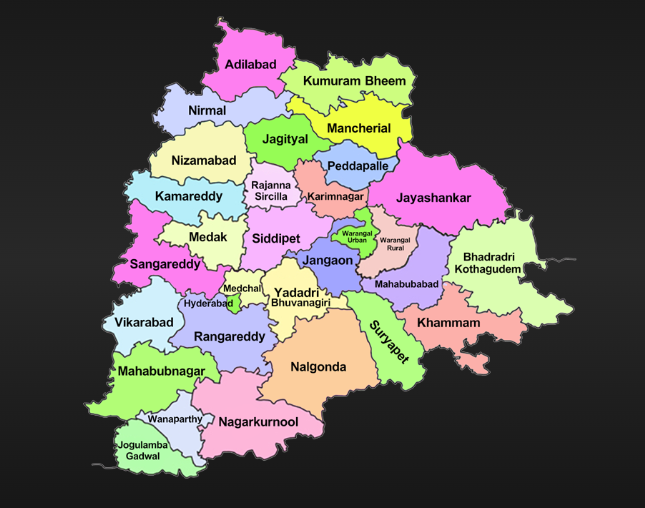 Adilabad
Kumuram Bheem
Nirmal
Mancherial
Jagityal
Nizamabad
Peddapalle
Kamareddy
Rajanna
Sircilla
Karimnagar
Jayashankar
Medak
Siddipet
Warangal
Urban
Warangal
Rural
Sangareddy
Jangaon
Bhadradri
Kothagudem
Medchal
Mahabubabad
Hyderabad
Yadadri
Bhuvanagiri
Vikarabad
Rangareddy
Suryapet
Khammam
Mahabubnagar
Nalgonda
Wanaparthy
Nagarkurnool
Jogulamba
Gadwal